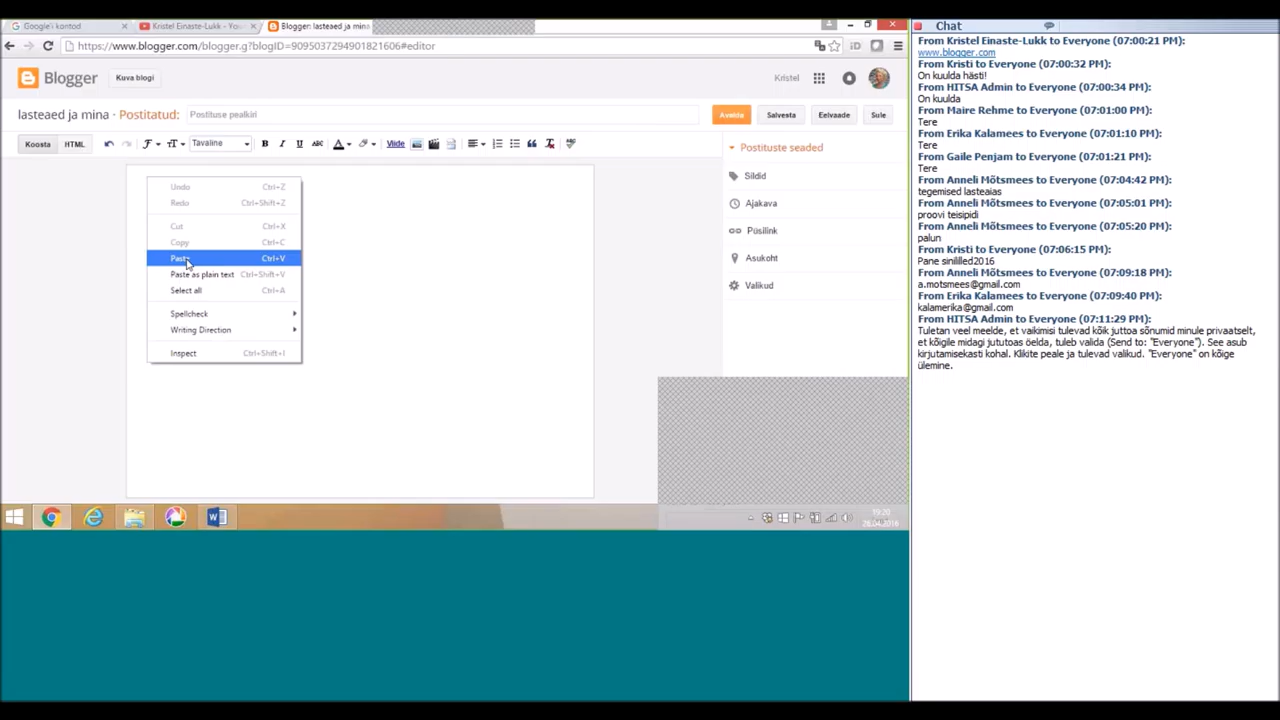 Google'i kontod
Kristel Einaste-Lukk - You
Blogger: lasteaed ja mina
https://www.blogger.com/blogger.g?blogID=9095037294901821606#editor
Blogger
Kuva blogi
Kristel
lasteaed ja mina · Postitatud:
Postituse pealkiri
Avalda
Salvesta
Eelvaade
Sule
Koosta
HTML
Tavaline
B I U ABC
A
Viide
Postituste seaded
Sildid
Ajakava
Püsilink
Asukoht
Valikud
Undo Ctrl+Z
Redo Ctrl+Shift+Z
Cut Ctrl+X
Copy Ctrl+C
Paste Ctrl+V
Paste as plain text Ctrl+Shift+V
Select all Ctrl+A
Spellcheck
Writing Direction
Inspect Ctrl+Shift+I
19:20
26.04.2016
Chat
From Kristel Einaste-Lukk to Everyone (07:00:21 PM):
www.blogger.com
From Kristi to Everyone (07:00:32 PM):
On kuulda hästi!
From HITSA Admin to Everyone (07:00:34 PM):
On kuulda
From Maire Rehme to Everyone (07:01:00 PM):
Tere
From Erika Kalamees to Everyone (07:01:10 PM):
Tere
From Gaile Penjam to Everyone (07:01:21 PM):
Tere
From Anneli Mõtsmees to Everyone (07:04:42 PM):
tegemised lasteaias
From Anneli Mõtsmees to Everyone (07:05:01 PM):
proovi teisipidi
From Anneli Mõtsmees to Everyone (07:05:20 PM):
palun
From Kristi to Everyone (07:06:15 PM):
Pane sinililled2016
From Anneli Mõtsmees to Everyone (07:09:18 PM):
a.motsmees@gmail.com
From Erika Kalamees to Everyone (07:09:40 PM):
kalamerika@gmail.com
From HITSA Admin to Everyone (07:11:29 PM):
Tuletan veel meelde, et vaikimisi tulevad kõik juttoa sõnumid minule privaatselt,
et kõigile midagi jututoas öelda, tuleb valida (Send to: "Everyone"). See asub
kirjutamisekasti kohal. Klikite peale ja tulevad valikud. "Everyone" on kõige
ülemine.